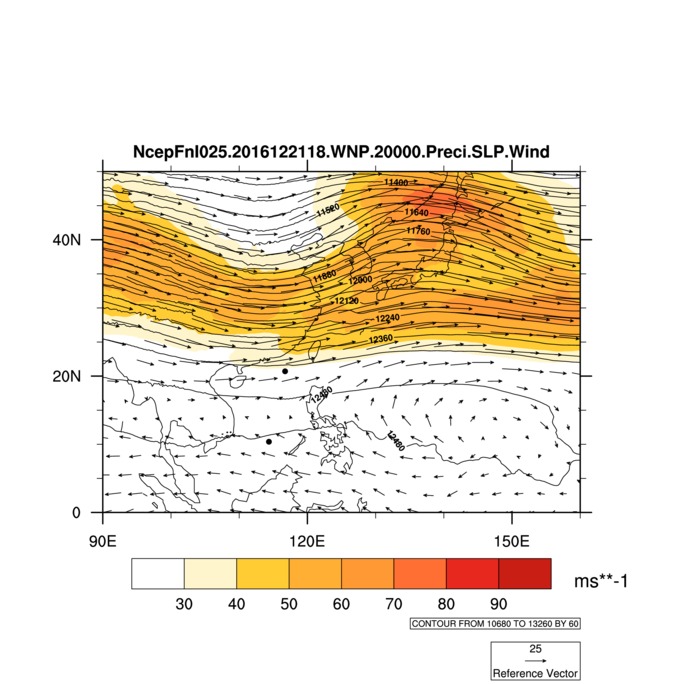 NcepFnl025.2016122118.WNP.20000.Preci.SLP.Wind
11400
11520
11640
11760
40N
11880
12000
12120
12240
12360
20N
12480
12480
0
90E 120E 150E
30 40 50 60 70 80 90
ms**-1
CONTOUR FROM 10680 TO 13260 BY 60
25
Reference Vector